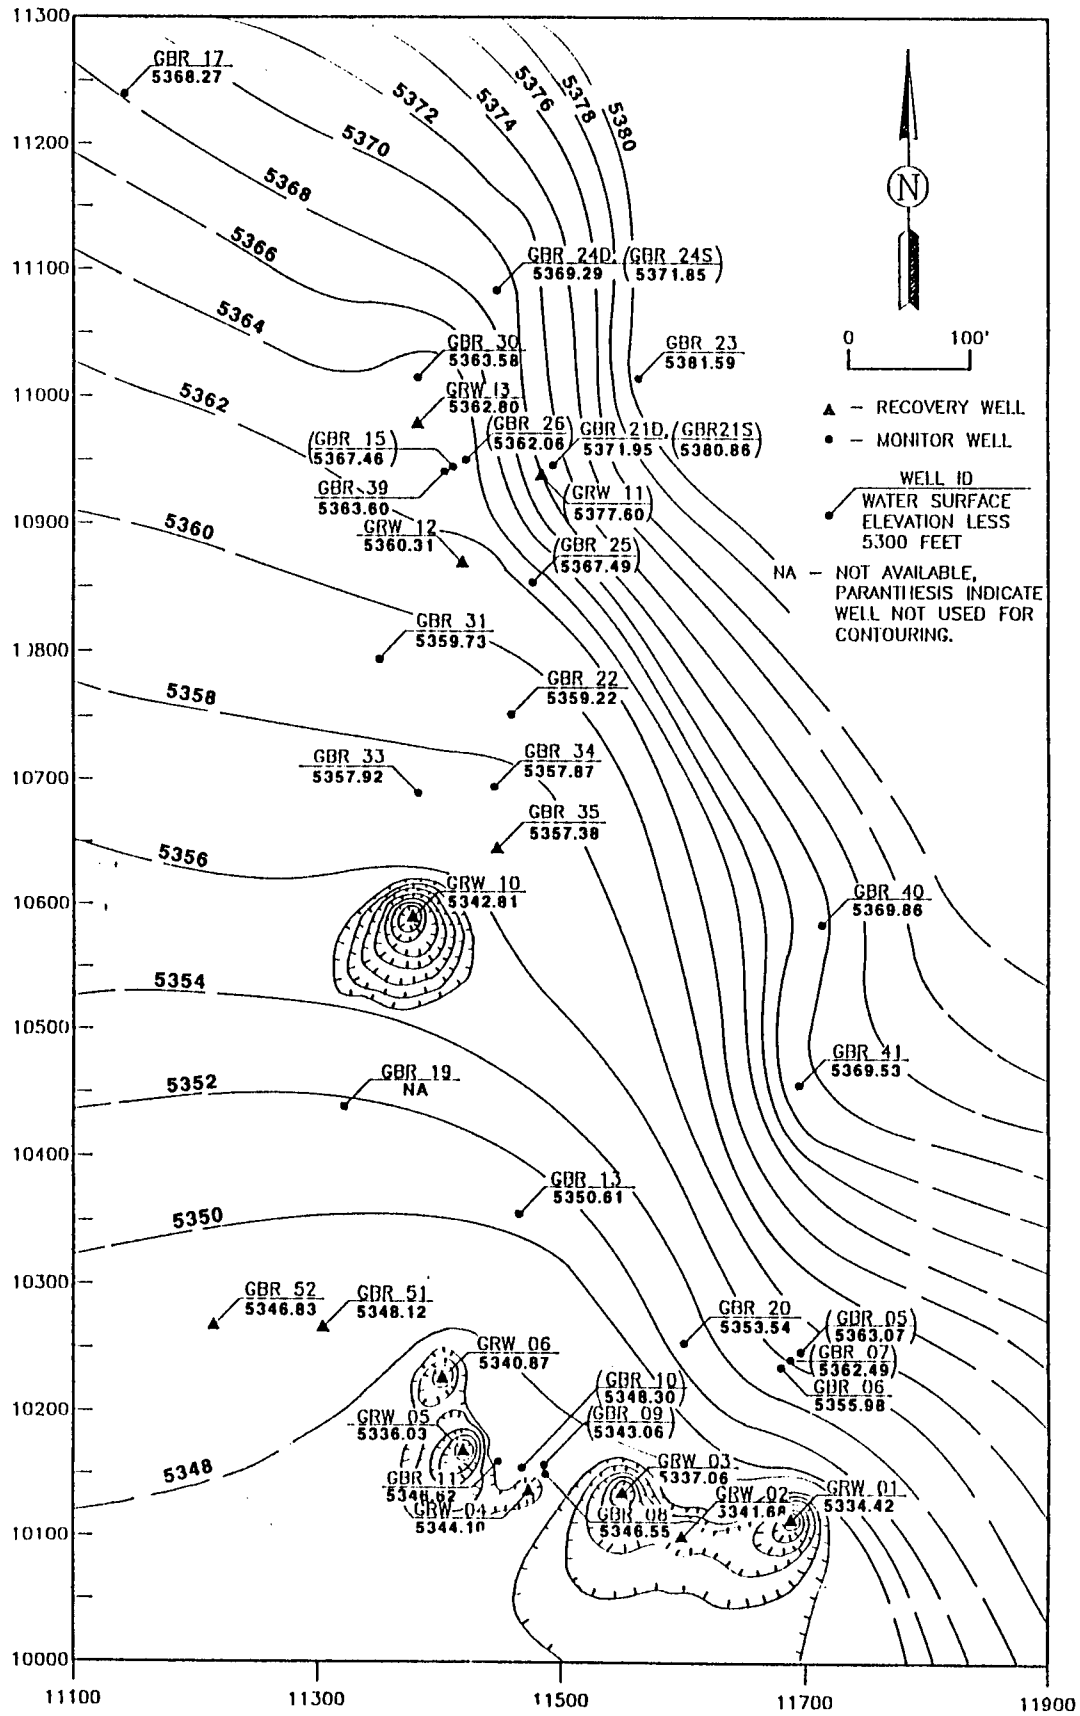 11300
11200
11100
11000
10900
10800
10700
10600
10500
10400
10300
10200
10100
10000
11100
11300
11500
11700
11900
GBR 17
5368.27
5372
5374
5376
5378
5380
5370
5368
5366
5364
5362
5360
5358
5356
5354
5352
5350
5348
N
0 100'
GBR 24D, (GBR 24S)
5369.29 (5371.85)
GBR 30
5363.58
GBR 23
5381.59
GRW 13
5362.80
▲ – RECOVERY WELL
● – MONITOR WELL
(GBR 15)
(5367.46)
(GBR 26)
(5362.06)
GBR 21D, (GBR21S)
5371.95 (5380.86)
GBR 39
5363.60
(GRW 11)
(5377.60)
WELL ID
WATER SURFACE
ELEVATION LESS
5300 FEET
GRW 12
5360.31
(GBR 25)
(5367.49)
NA – NOT AVAILABLE,
PARANTHESIS INDICATE
WELL NOT USED FOR
CONTOURING.
GBR 31
5359.73
GBR 22
5359.22
GBR 33
5357.92
GBR 34
5357.87
GBR 35
5357.38
GRW 10
5342.81
GBR 40
5369.86
GBR 41
5369.53
GBR 19
NA
GBR 13
5350.61
GBR 52
5346.83
GBR 51
5348.12
GBR 20
5353.54
(GBR 05)
(5363.07)
(GBR 07)
(5362.49)
GBR 06
5355.98
GRW 06
5340.87
(GBR 10)
(5348.30)
(GBR 09)
(5343.06)
GRW 05
5336.03
GRW 03
5337.06
GBR 11
5346.62
GRW 02
5341.68
GRW 01
5334.42
GRW 04
5344.10
GBR 08
5346.55